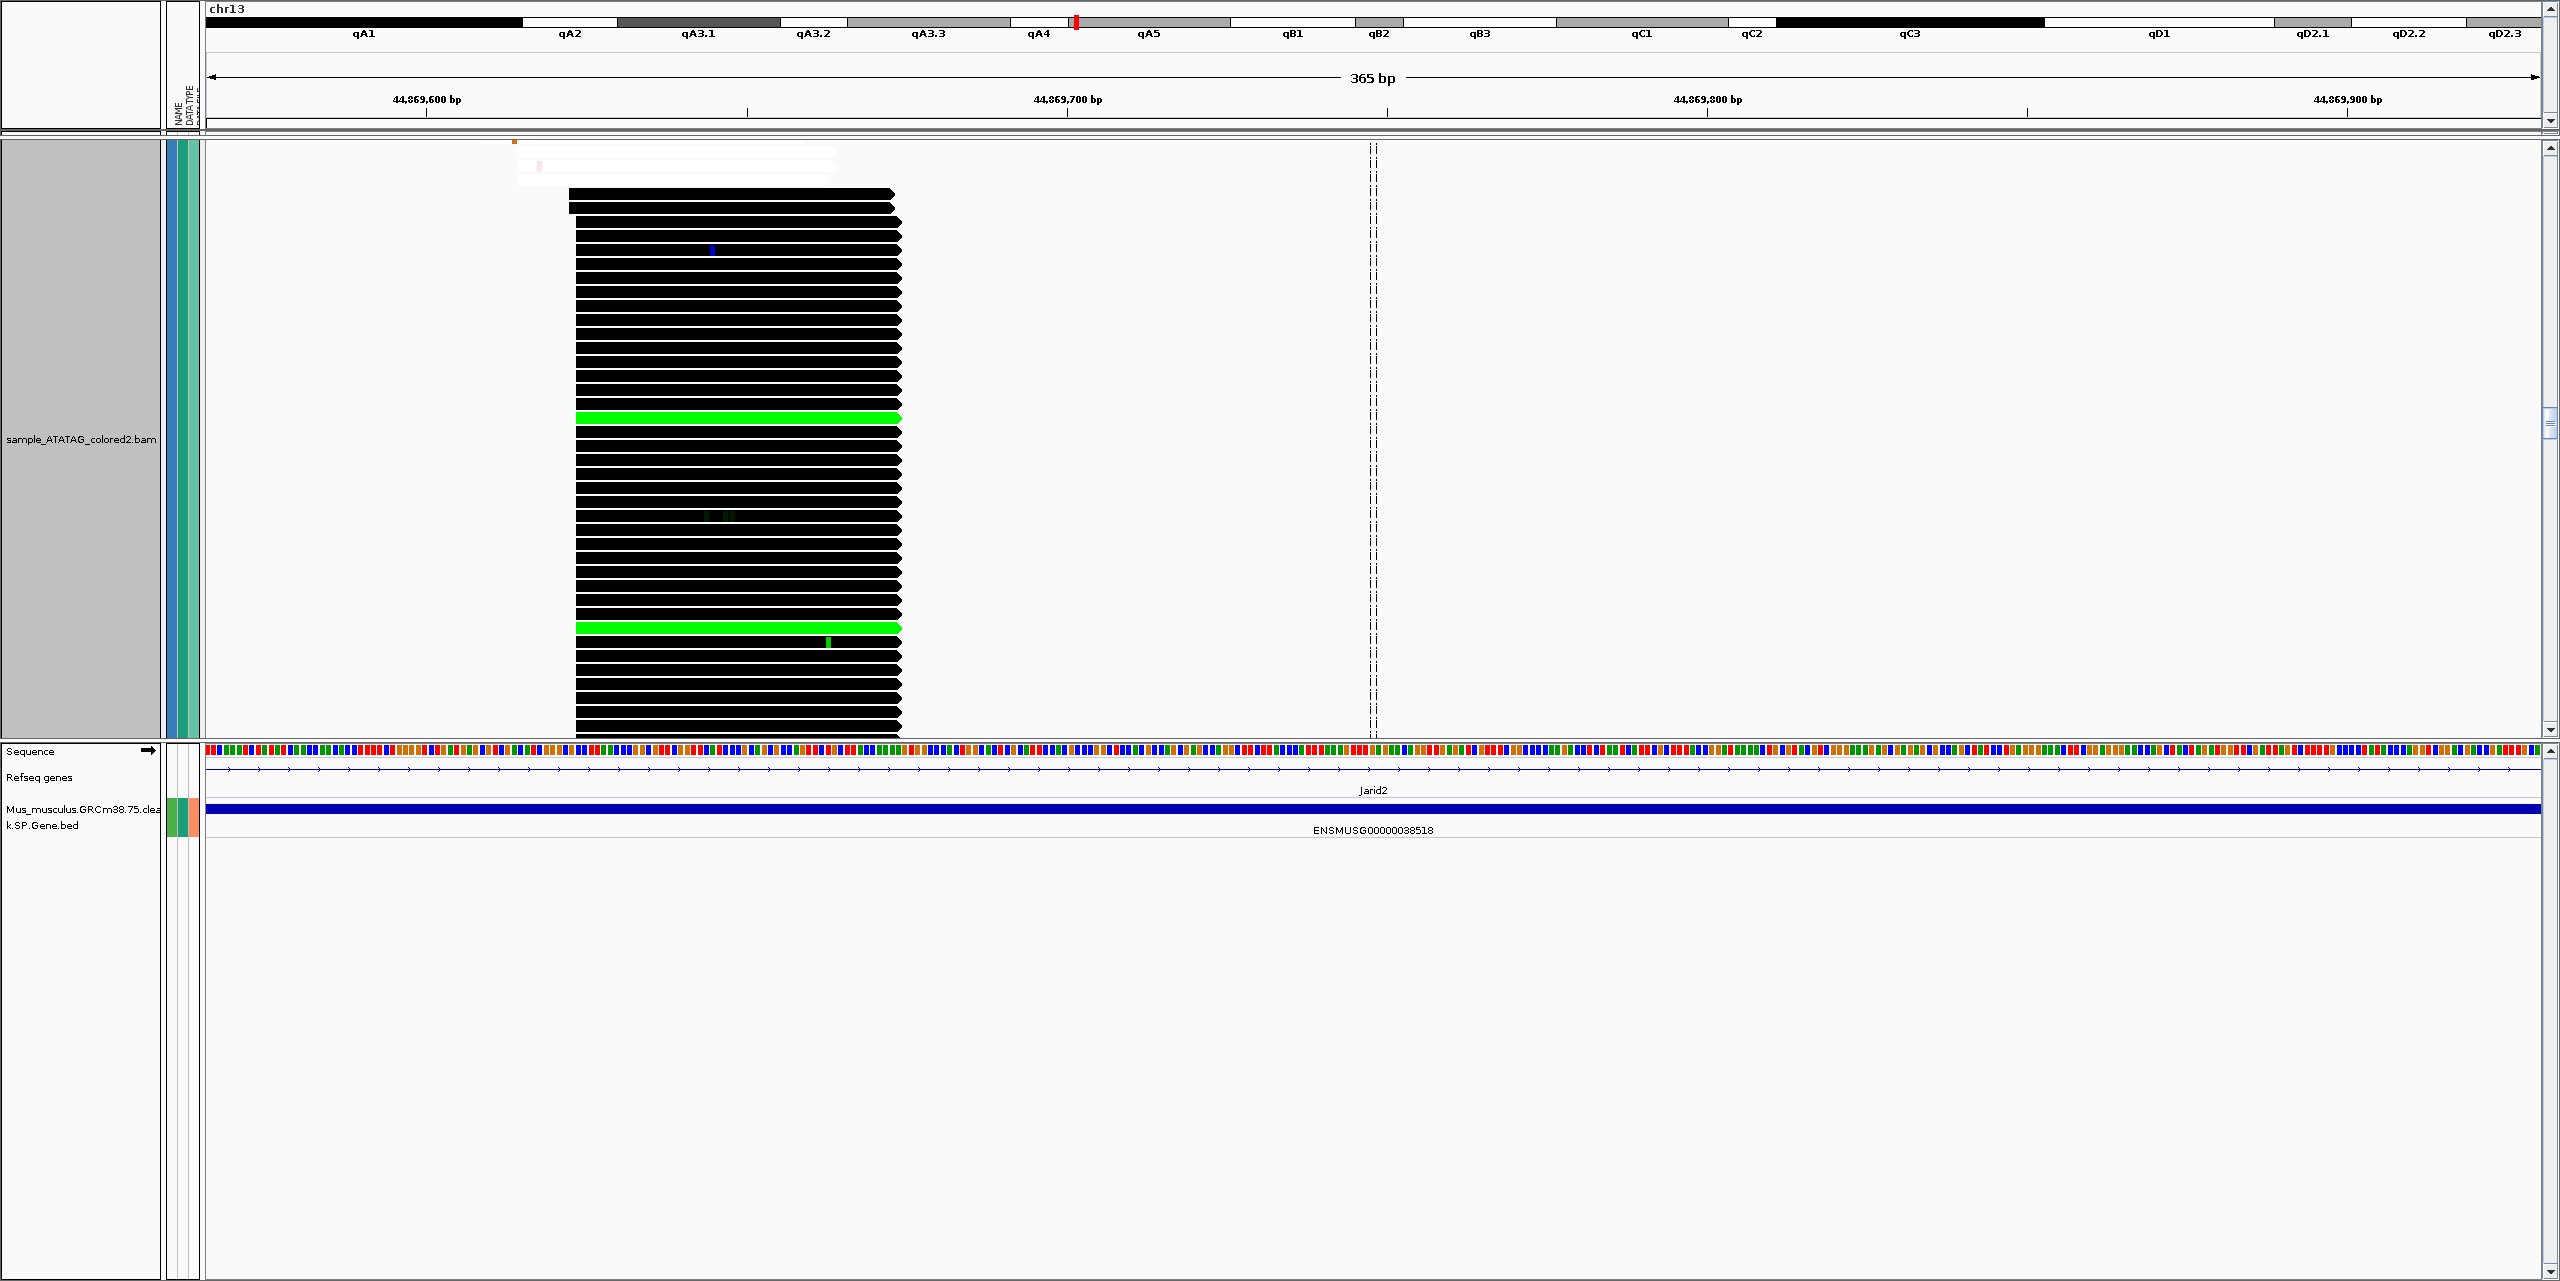 chr13
qA1 qA2 qA3.1 qA3.2 qA3.3 qA4 qA5 qB1 qB2 qB3 qC1 qC2 qC3 qD1 qD2.1 qD2.2 qD2.3
365 bp
44,869,600 bp 44,869,700 bp 44,869,800 bp 44,869,900 bp
NAME
DATA TYPE
sample_ATATAG_colored2.bam
Sequence
Refseq genes
Jarid2
Mus_musculus.GRCm38.75.clea
k.SP.Gene.bed
ENSMUSG00000038518